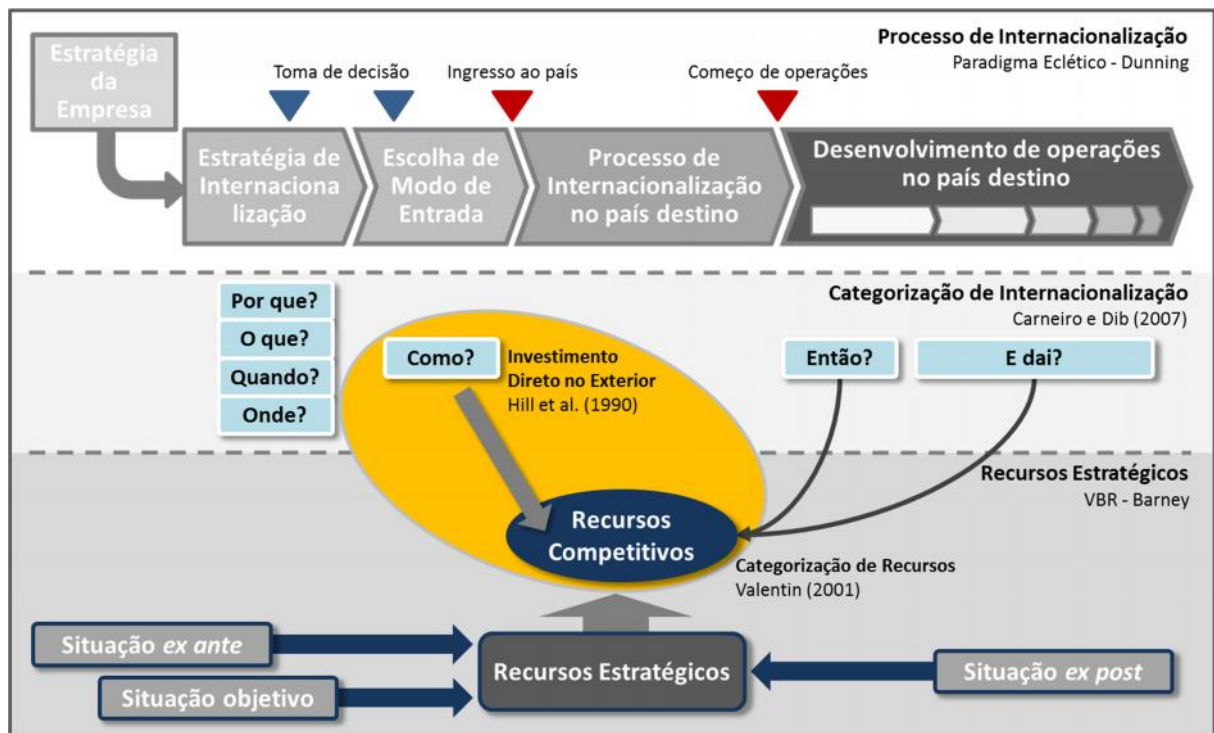 Estratégia
da
Empresa
Processo de Internacionalização
Paradigma Eclético - Dunning
Toma de decisão
Ingresso ao país
Começo de operações
Estratégia de
Internaciona
lização
Escolha de
Modo de
Entrada
Processo de
Internacionalização
no país destino
Desenvolvimento de operações
no país destino
Categorização de Internacionalização
Carneiro e Dib (2007)
Por que?
O que?
Quando?
Onde?
Como?
Investimento
Direto no Exterior
Hill et al. (1990)
Então?
E dai?
Recursos Estratégicos
VBR - Barney
Recursos
Competitivos
Categorização de Recursos
Valentin (2001)
Situação ex ante
Situação objetivo
Recursos Estratégicos
Situação ex post